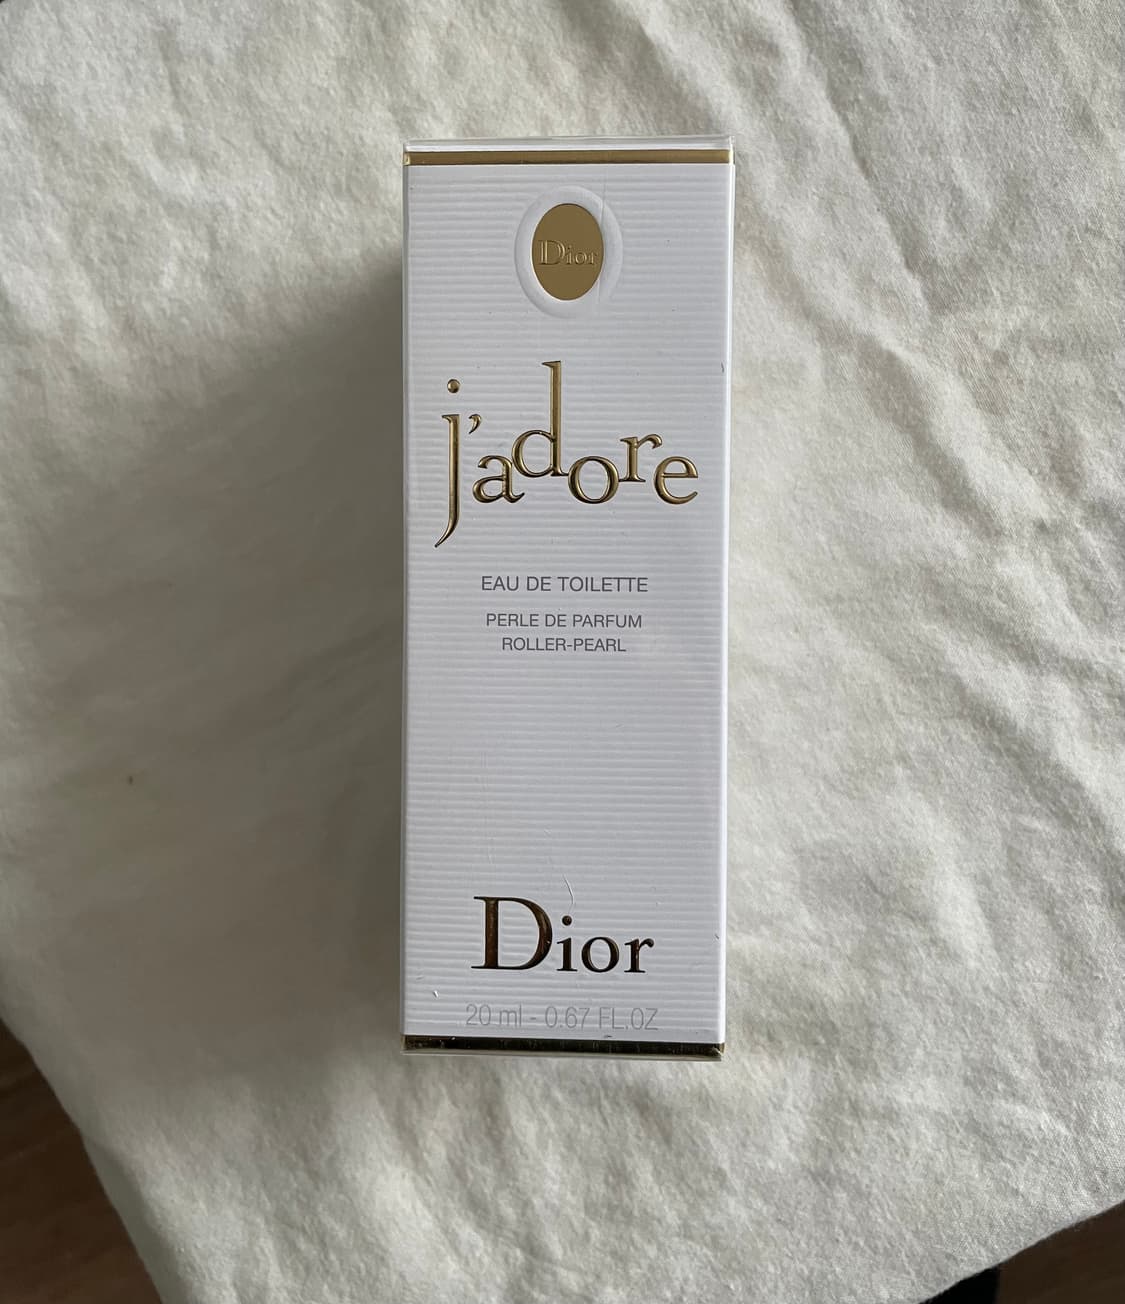 Dior
j'adore
EAU DE TOILETTE
PERLE DE PARFUM
ROLLER-PEARL
Dior
20 ml - 0.67 FL.OZ